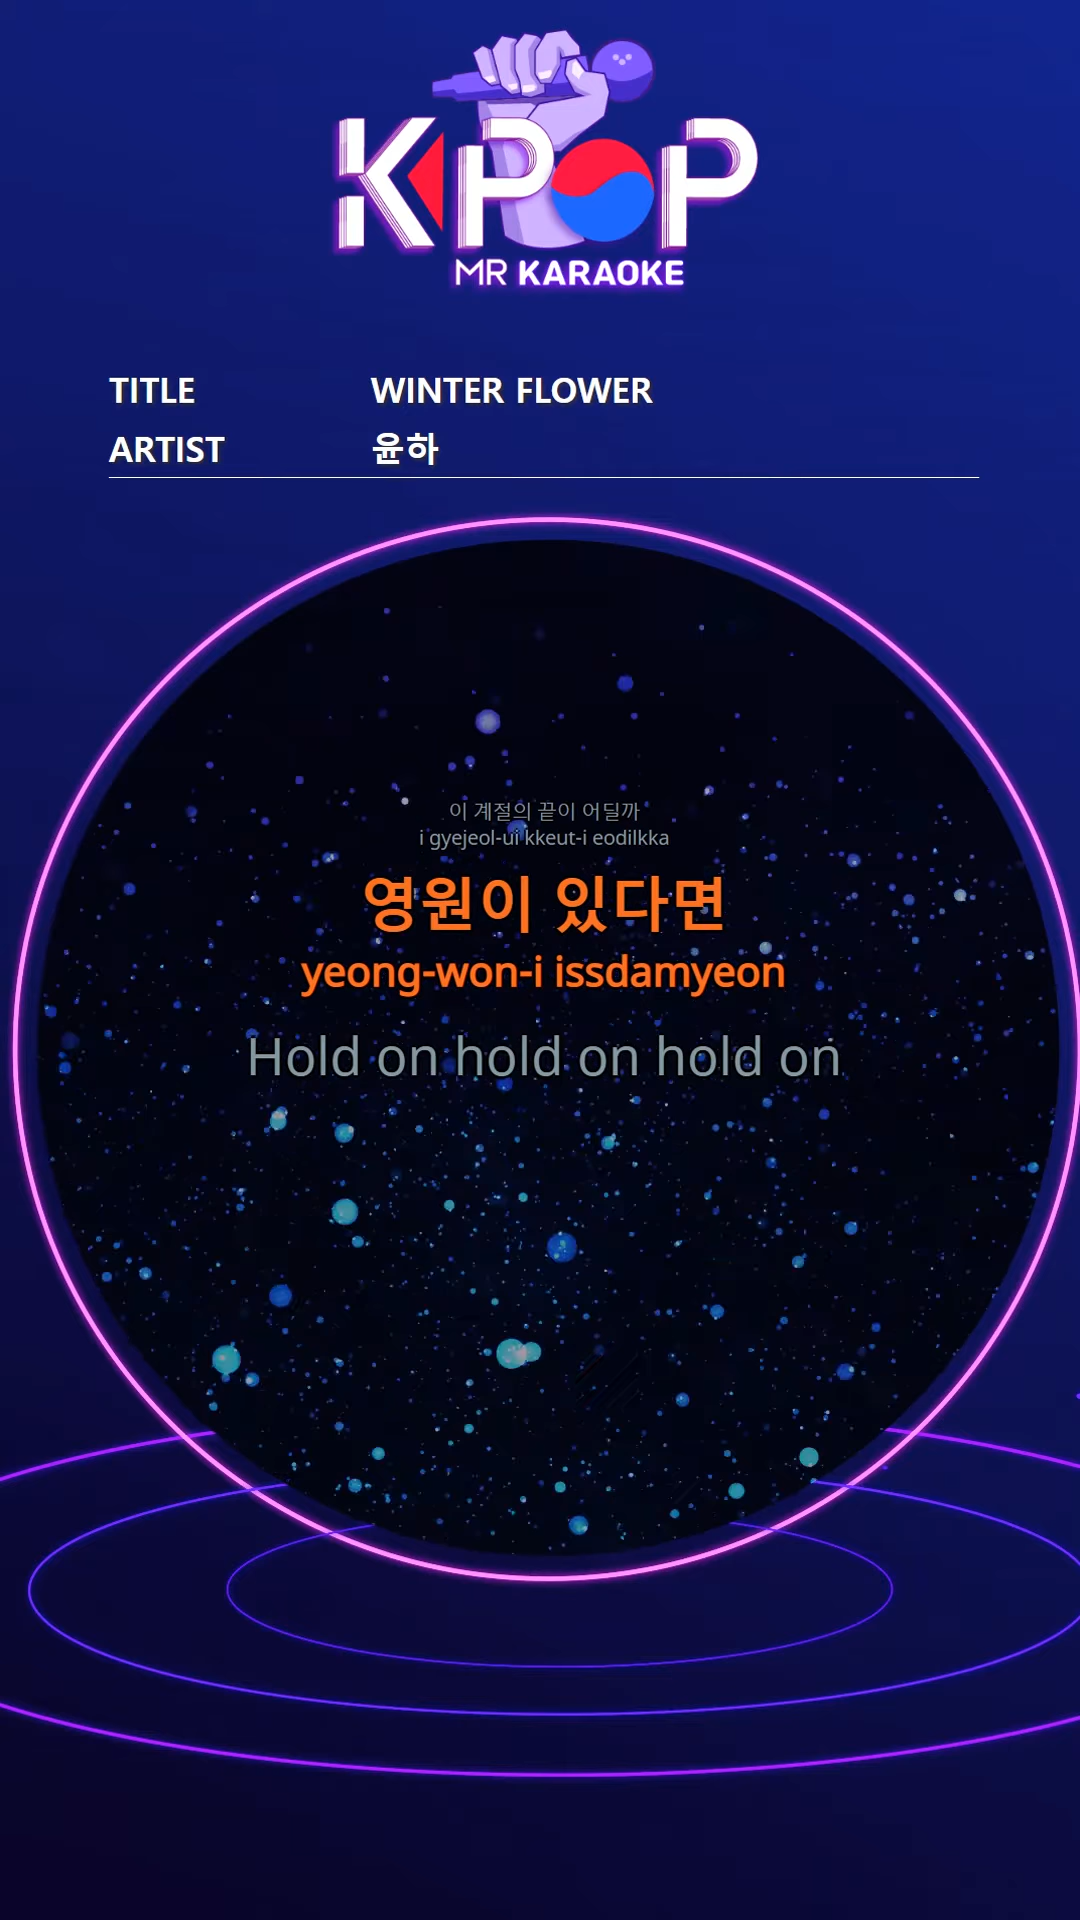 KPOP
MR KARAOKE
TITLE WINTER FLOWER
ARTIST 윤하
이 계절의 끝이 어딜까
i gyejeol-ui kkeut-i eodilkka
영원이 있다면
yeong-won-i issdamyeon
Hold on hold on hold on